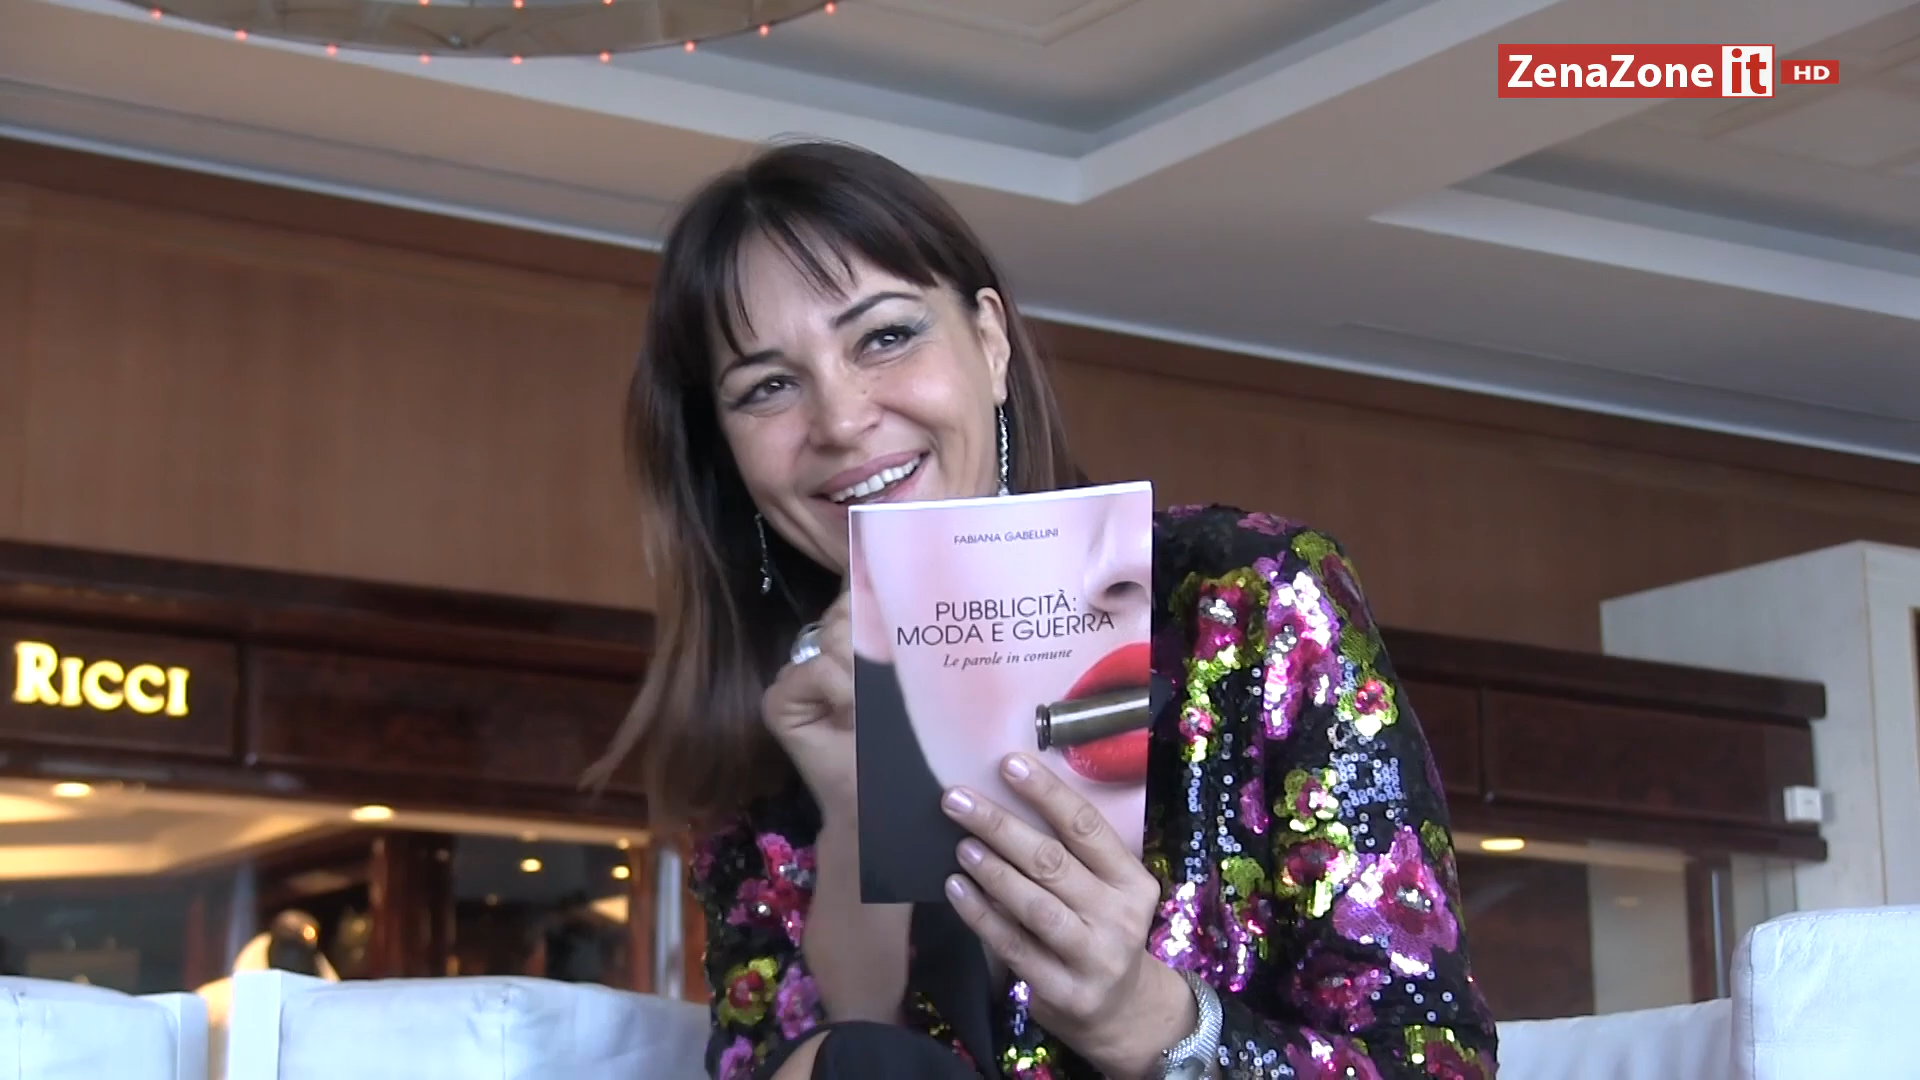 ZenaZone it HD
FABIANA GABELLINI
PUBBLICITÀ:
MODA E GUERRA
Le parole in comune
RICCI